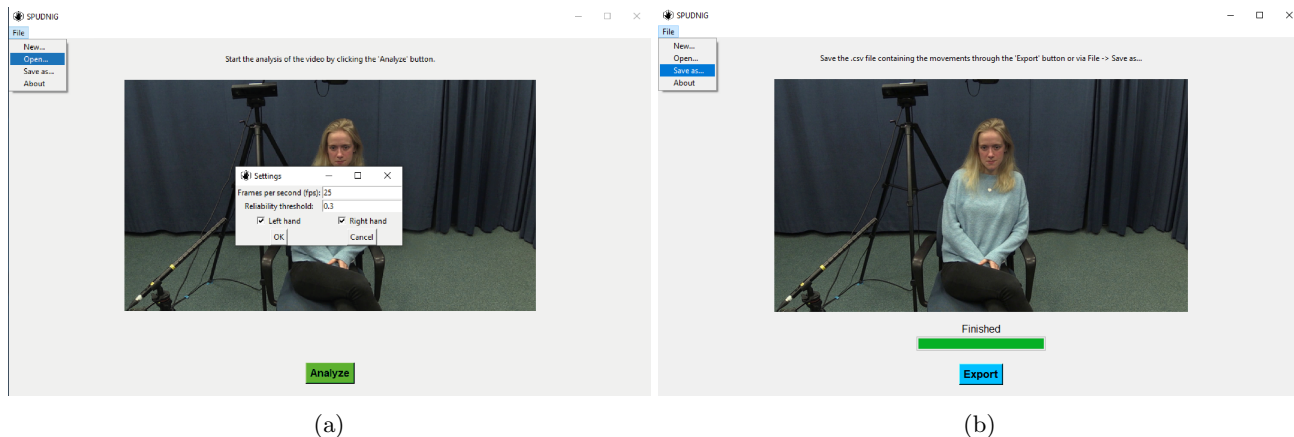 SPUDNIG
File
New...
Open...
Save as...
About
Start the analysis of the video by clicking the 'Analyze' button.
Settings
Frames per second (fps): 25
Reliability threshold: 0.3
Left hand Right hand
OK Cancel
Analyze
(a)
SPUDNIG
File
New...
Open...
Save as...
About
Save the .csv file containing the movements through the 'Export' button or via File -> Save as...
Finished
Export
(b)